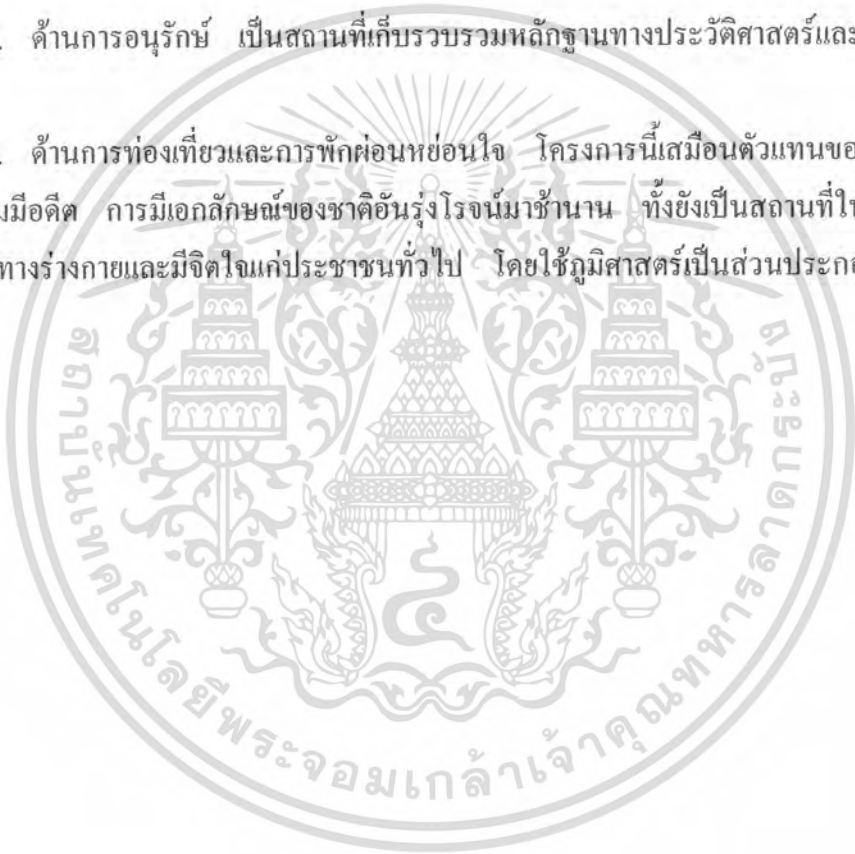 . ด้านการอนุรักษ์ เป็นสถานที่เก็บรวบรวมหลักฐานทางประวัติศาสตร์และ
. ด้านการท่องเที่ยวและการพักผ่อนหย่อนใจ โครงการนี้เสมือนตัวแทนขอ
มีอดีต การมีเอกลักษณ์ของชาติอันรุ่งโรจน์มาช้านาน ทั้งยังเป็นสถานที่ใน
ทางร่างกายและมีจิตใจแก่ประชาชนทั่วไป โดยใช้ภูมิศาสตร์เป็นส่วนประกอ
สถาบันเทคโนโลยีพระจอมเกล้าเจ้าคุณทหารลาดกระบัง